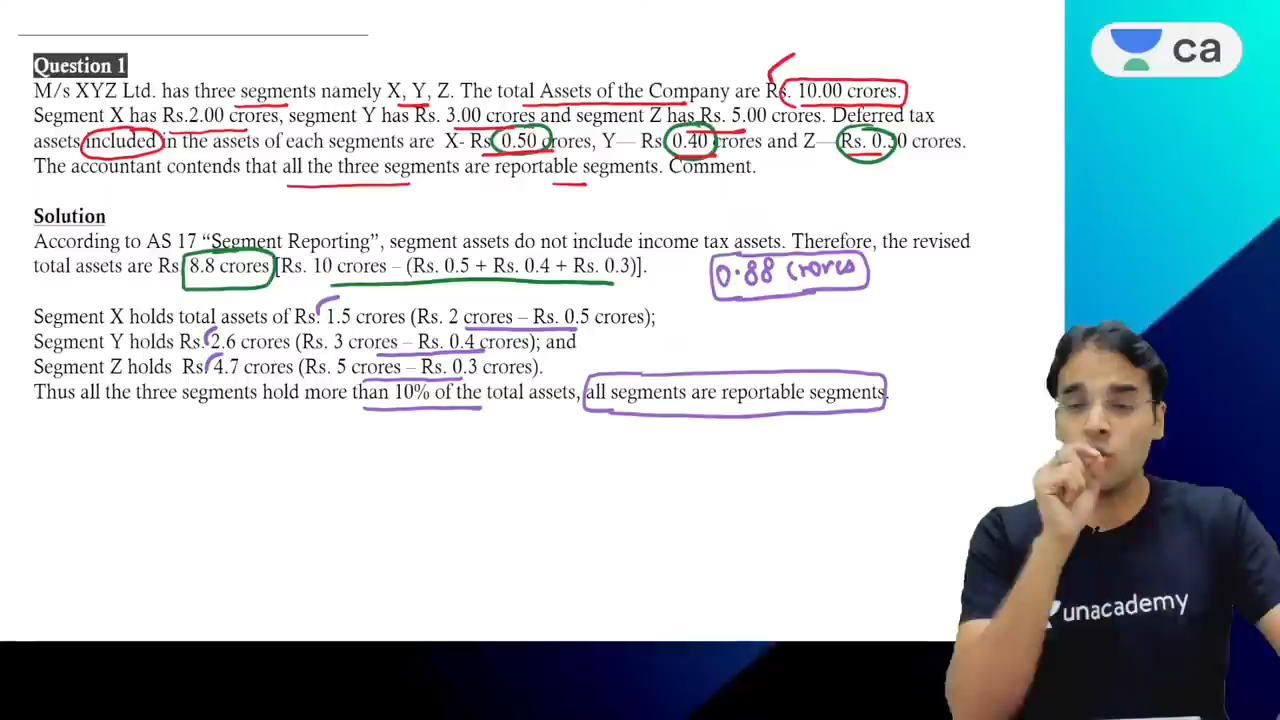 ca
Question 1
M/s XYZ Ltd. has three segments namely X, Y, Z. The total Assets of the Company are Rs. 10.00 crores.
Segment X has Rs.2.00 crores, segment Y has Rs. 3.00 crores and segment Z has Rs. 5.00 crores. Deferred tax
assets included in the assets of each segments are X- Rs 0.50 crores, Y— Rs 0.40 crores and Z—Rs. 0.30 crores.
The accountant contends that all the three segments are reportable segments. Comment.
Solution
According to AS 17 “Segment Reporting”, segment assets do not include income tax assets. Therefore, the revised
total assets are Rs. 8.8 crores [Rs. 10 crores – (Rs. 0.5 + Rs. 0.4 + Rs. 0.3)].
0.88 crores
Segment X holds total assets of Rs. 1.5 crores (Rs. 2 crores – Rs. 0.5 crores);
Segment Y holds Rs. 2.6 crores (Rs. 3 crores – Rs. 0.4 crores); and
Segment Z holds Rs 4.7 crores (Rs. 5 crores – Rs. 0.3 crores).
Thus all the three segments hold more than 10% of the total assets, all segments are reportable segments.
unacademy